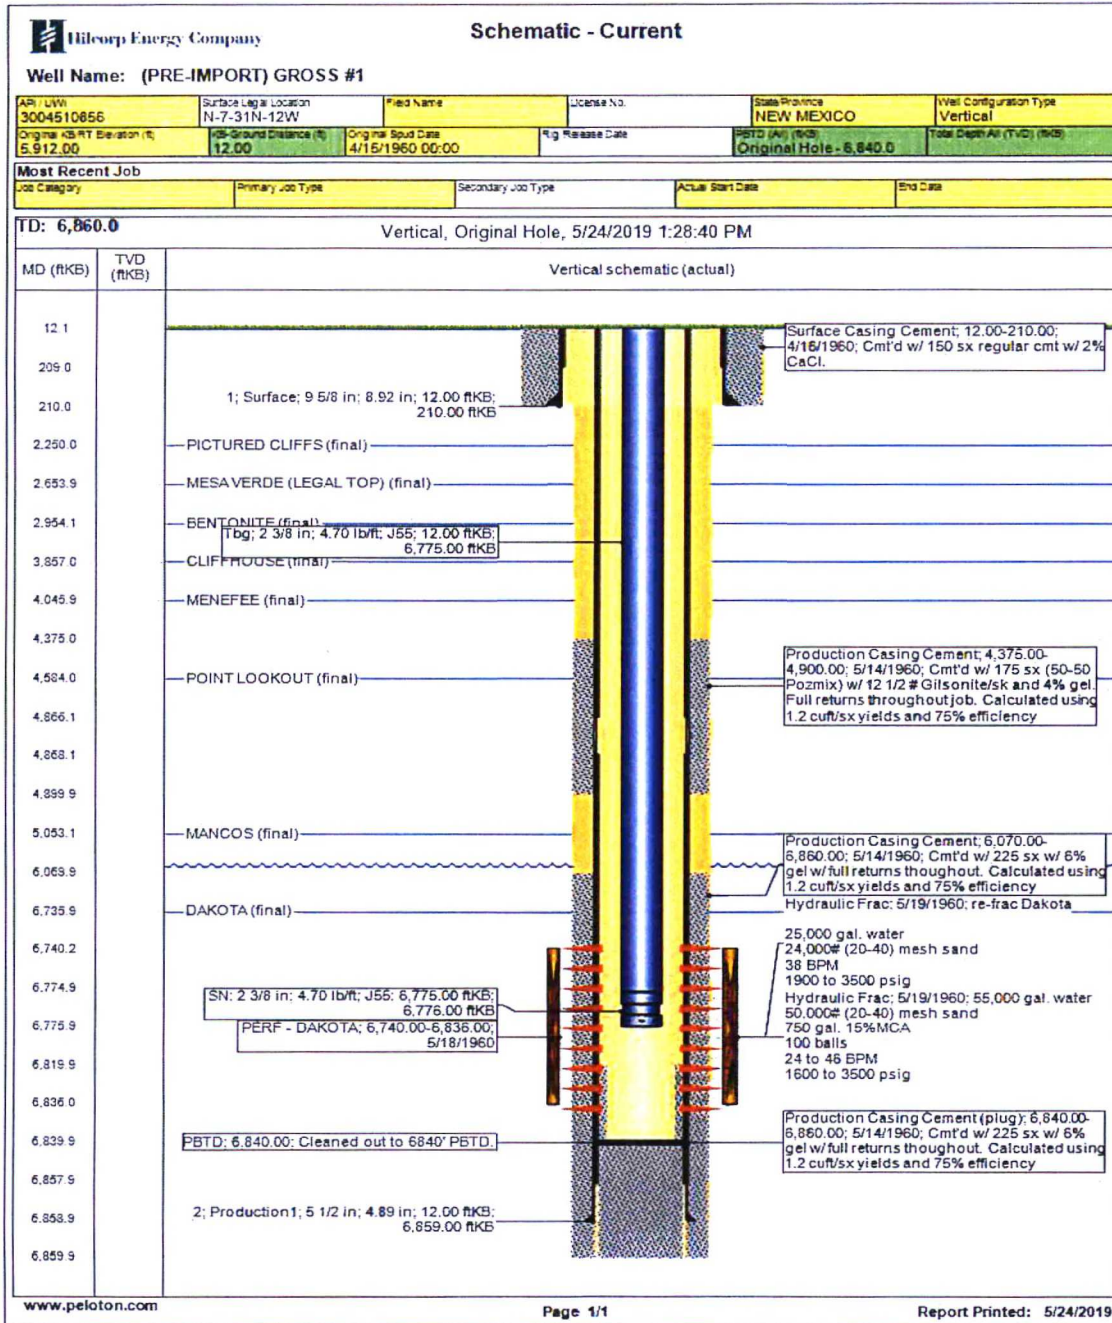 Hilcorp Energy Company
Schematic - Current
Well Name: (PRE-IMPORT) GROSS #1
API / UWI
3004510856
Surface Legal Location
N-7-31N-12W
Field Name
License No.
State/Province
NEW MEXICO
Well Configuration Type
Vertical
Original KB/RT Elevation (ft)
5,912.00
KB-Ground Distance (ft)
12.00
Original Spud Date
4/15/1960 00:00
Rig Release Date
PBTD (All) (ftKB)
Original Hole - 6,840.0
Total Depth All (TVD) (ftKB)
Most Recent Job
Job Category
Primary Job Type
Secondary Job Type
Actual Start Date
End Date
TD: 6,860.0
Vertical, Original Hole, 5/24/2019 1:28:40 PM
MD (ftKB)
TVD
(ftKB)
Vertical schematic (actual)
12.1
Surface Casing Cement; 12.00-210.00;
4/16/1960; Cmt'd w/ 150 sx regular cmt w/ 2%
CaCl.
209.0
1; Surface; 9 5/8 in; 8.92 in; 12.00 ftKB;
210.00 ftKB
210.0
2,250.0
PICTURED CLIFFS (final)
2,653.9
MESAVERDE (LEGAL TOP) (final)
2,954.1
BENTONITE (final)
Tbg; 2 3/8 in; 4.70 lb/ft; J55; 12.00 ftKB;
6,775.00 ftKB
3,857.0
CLIFFHOUSE (final)
4,045.9
MENEFEE (final)
4,375.0
Production Casing Cement; 4,375.00-
4,900.00; 5/14/1960; Cmt'd w/ 175 sx (50-50
Pozmix) w/ 12 1/2 # Gilsonite/sk and 4% gel.
Full returns throughout job. Calculated using
1.2 cuft/sx yields and 75% efficiency
4,584.0
POINT LOOKOUT (final)
4,866.1
4,868.1
4,899.9
5,053.1
MANCOS (final)
Production Casing Cement; 6,070.00-
6,860.00; 5/14/1960; Cmt'd w/ 225 sx w/ 6%
gel w/ full returns thoughout. Calculated using
1.2 cuft/sx yields and 75% efficiency
6,069.9
6,735.9
DAKOTA (final)
Hydraulic Frac; 5/19/1960; re-frac Dakota
25,000 gal. water
24,000# (20-40) mesh sand
38 BPM
1900 to 3500 psig
Hydraulic Frac; 5/19/1960; 55,000 gal. water
50,000# (20-40) mesh sand
750 gal. 15%MCA
100 balls
24 to 46 BPM
1600 to 3500 psig
6,740.2
6,774.9
SN; 2 3/8 in; 4.70 lb/ft; J55; 6,775.00 ftKB;
6,776.00 ftKB
6,775.9
PERF - DAKOTA; 6,740.00-6,836.00;
5/18/1960
6,819.9
6,836.0
6,839.9
PBTD; 6,840.00; Cleaned out to 6840' PBTD.
Production Casing Cement (plug); 6,840.00-
6,860.00; 5/14/1960; Cmt'd w/ 225 sx w/ 6%
gel w/ full returns thoughout. Calculated using
1.2 cuft/sx yields and 75% efficiency
6,857.9
6,858.9
2; Production1; 5 1/2 in; 4.89 in; 12.00 ftKB;
6,859.00 ftKB
6,859.9
www.peloton.com
Page 1/1
Report Printed: 5/24/2019